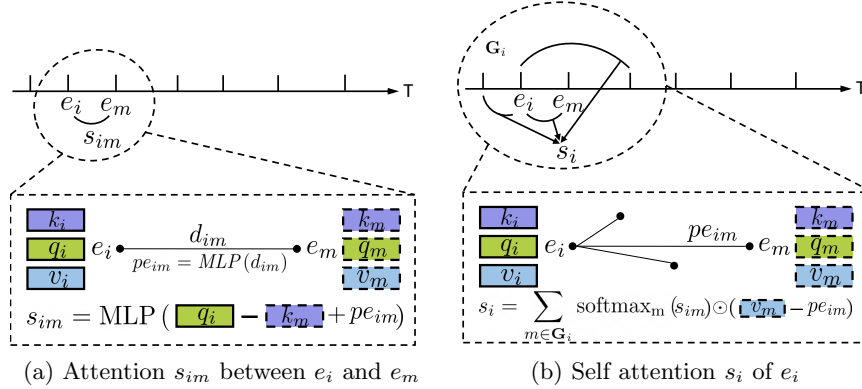 T
e_i e_m
s_im
k_i k_m
q_i e_i d_im e_m q_m
pe_im = MLP(d_im)
v_i v_m
s_im = MLP ( q_i − k_m + pe_im)
(a) Attention s_im between e_i and e_m
G_i
T
e_i e_m
s_i
k_i k_m
q_i e_i pe_im e_m q_m
v_i v_m
s_i = ∑_{m∈G_i} softmax_m (s_im) ⊙ ( v_m − pe_im)
(b) Self attention s_i of e_i